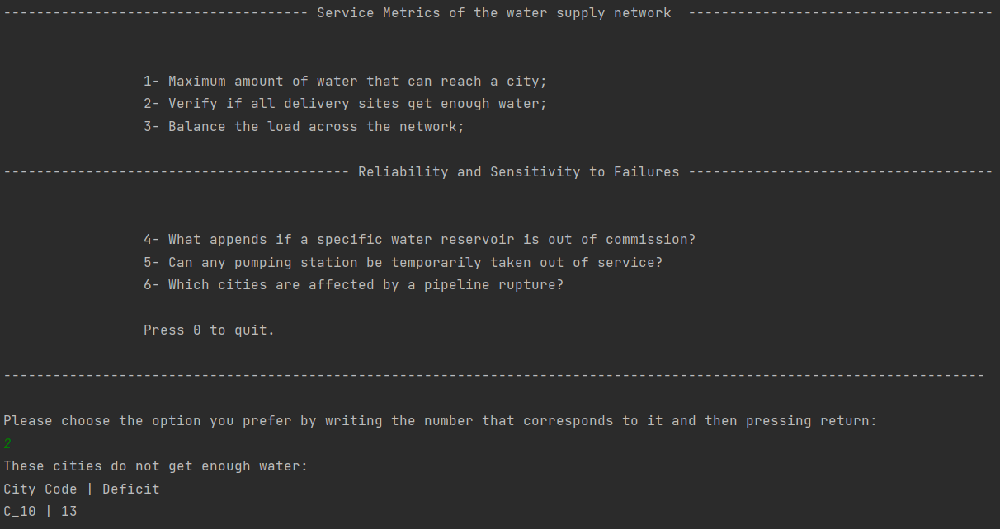 ------------------------------------- Service Metrics of the water supply network  -------------------------------------
1- Maximum amount of water that can reach a city;
2- Verify if all delivery sites get enough water;
3- Balance the load across the network;
------------------------------------------ Reliability and Sensitivity to Failures -------------------------------------
4- What appends if a specific water reservoir is out of commission?
5- Can any pumping station be temporarily taken out of service?
6- Which cities are affected by a pipeline rupture?
Press 0 to quit.
-----------------------------------------------------------------------------------------------------------------------
Please choose the option you prefer by writing the number that corresponds to it and then pressing return:
2
These cities do not get enough water:
City Code | Deficit
C_10 | 13